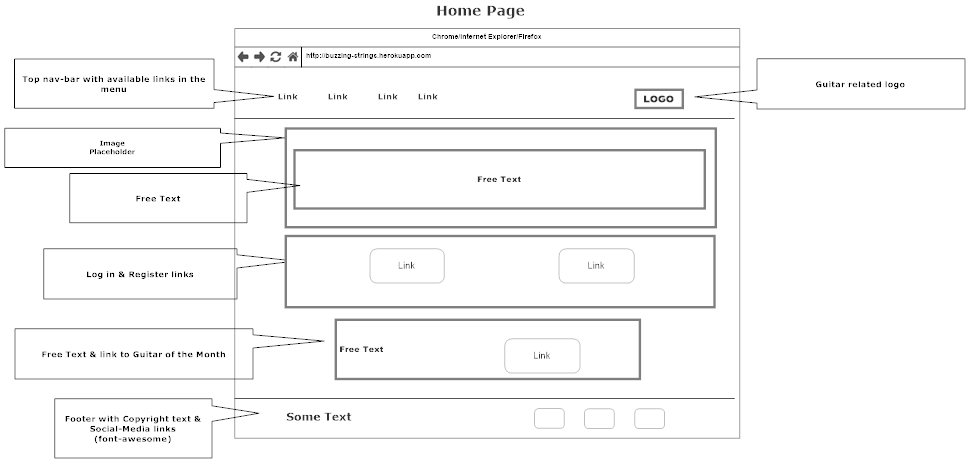 Home Page
Chrome/Internet Explorer/Firefox
http://buzzing-strings.herokuapp.com
Top nav-bar with available links in the
menu
Link Link Link Link
LOGO
Guitar related logo
Image
Placeholder
Free Text
Free Text
Log in & Register links
Link Link
Free Text & link to Guitar of the Month
Free Text
Link
Footer with Copyright text &
Social-Media links
(font-awesome)
Some Text